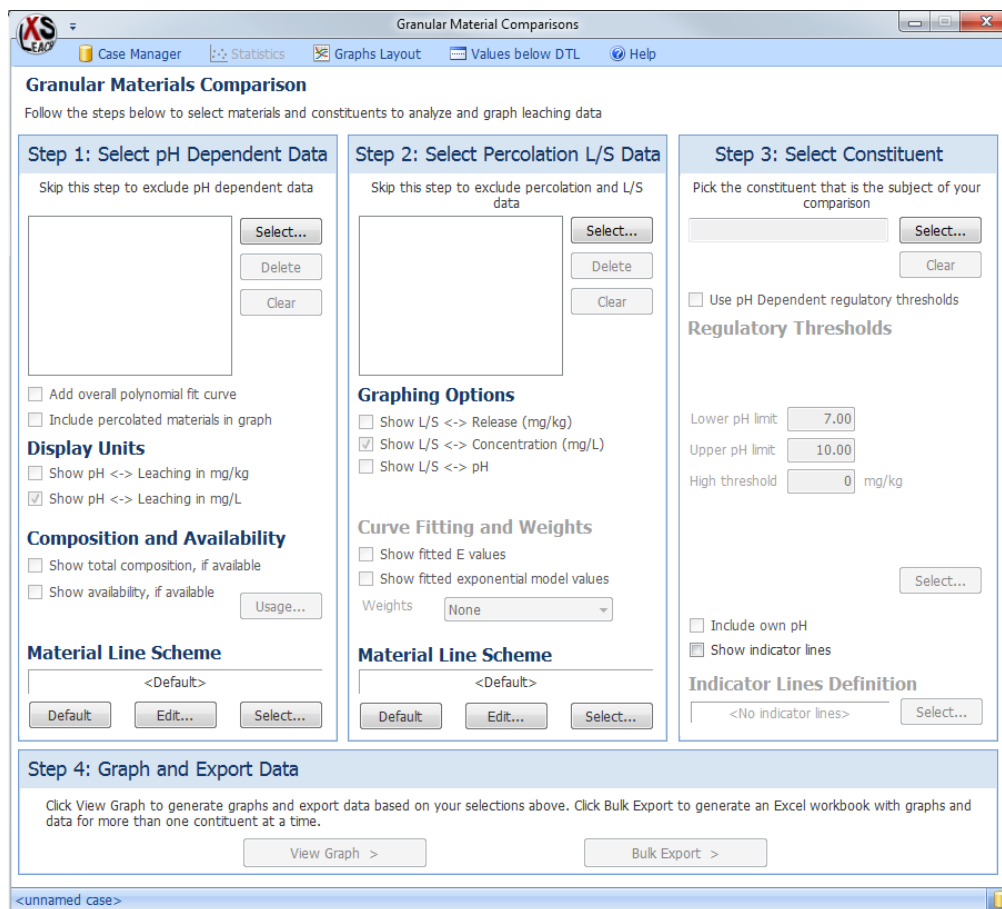 Granular Material Comparisons
XS
LEACH
Case Manager
Statistics
Graphs Layout
Values below DTL
Help
Granular Materials Comparison
Follow the steps below to select materials and constituents to analyze and graph leaching data
Step 1: Select pH Dependent Data
Skip this step to exclude pH dependent data
Select...
Delete
Clear
Add overall polynomial fit curve
Include percolated materials in graph
Display Units
Show pH <-> Leaching in mg/kg
Show pH <-> Leaching in mg/L
Composition and Availability
Show total composition, if available
Show availability, if available
Usage...
Material Line Scheme
<Default>
Default
Edit...
Select...
Step 2: Select Percolation L/S Data
Skip this step to exclude percolation and L/S
data
Select...
Delete
Clear
Graphing Options
Show L/S <-> Release (mg/kg)
Show L/S <-> Concentration (mg/L)
Show L/S <-> pH
Curve Fitting and Weights
Show fitted E values
Show fitted exponential model values
Weights
None
Material Line Scheme
<Default>
Default
Edit...
Select...
Step 3: Select Constituent
Pick the constituent that is the subject of your
comparison
Select...
Clear
Use pH Dependent regulatory thresholds
Regulatory Thresholds
Lower pH limit 7.00
Upper pH limit 10.00
High threshold 0 mg/kg
Select...
Include own pH
Show indicator lines
Indicator Lines Definition
<No indicator lines>
Select...
Step 4: Graph and Export Data
Click View Graph to generate graphs and export data based on your selections above. Click Bulk Export to generate an Excel workbook with graphs and
data for more than one contituent at a time.
View Graph >
Bulk Export >
<unnamed case>